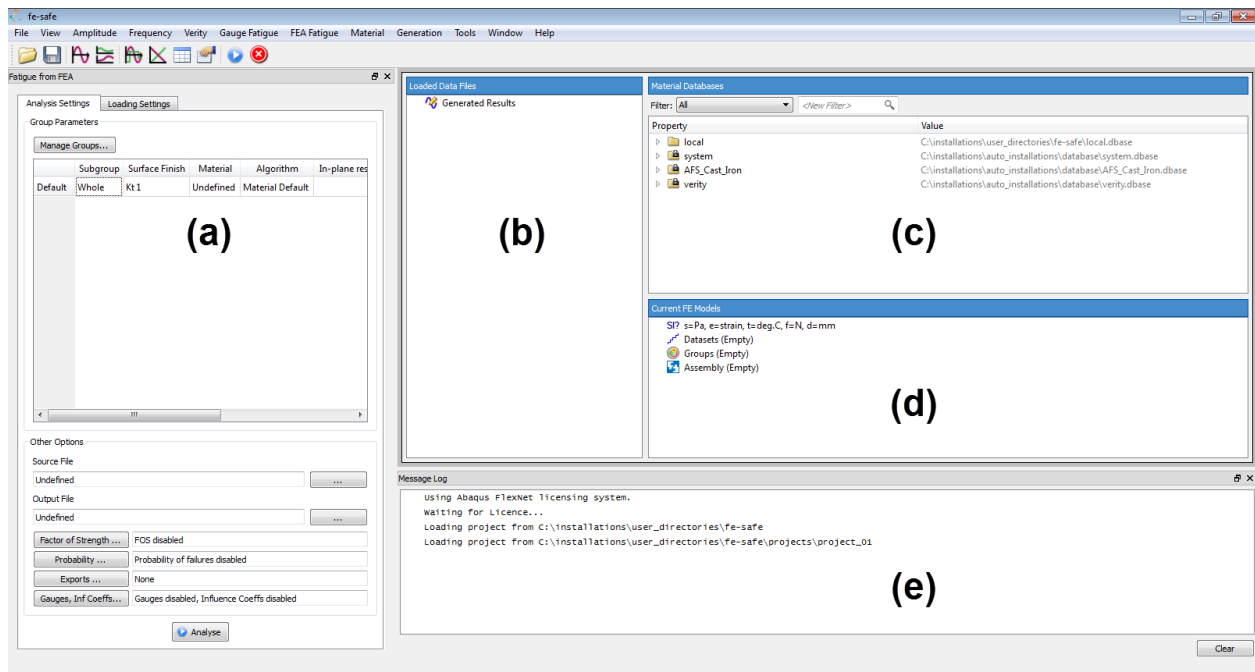 fe-safe
File View Amplitude Frequency Verity Gauge Fatigue FEA Fatigue Material Generation Tools Window Help
Fatigue from FEA
Analysis Settings Loading Settings
Group Parameters
Manage Groups...
Subgroup Surface Finish Material Algorithm In-plane res
Default Whole Kt 1 Undefined Material Default
(a)
Other Options
Source File
Undefined ...
Output File
Undefined ...
Factor of Strength ... FOS disabled
Probability ... Probability of failures disabled
Exports ... None
Gauges, Inf Coeffs... Gauges disabled, Influence Coeffs disabled
Analyse
Loaded Data Files
Generated Results
(b)
Material Databases
Filter: All <New Filter>
Property Value
local C:\installations\user_directories\fe-safe\local.dbase
system C:\installations\auto_installations\database\system.dbase
AFS_Cast_Iron C:\installations\auto_installations\database\AFS_Cast_Iron.dbase
verity C:\installations\auto_installations\database\verity.dbase
(c)
Current FE Models
SI? s=Pa, e=strain, t=deg.C, f=N, d=mm
Datasets (Empty)
Groups (Empty)
Assembly (Empty)
(d)
Message Log
Using Abaqus FlexNet licensing system.
Waiting for Licence...
Loading project from C:\installations\user_directories\fe-safe
Loading project from C:\installations\user_directories\fe-safe\projects\project_01
(e)
Clear